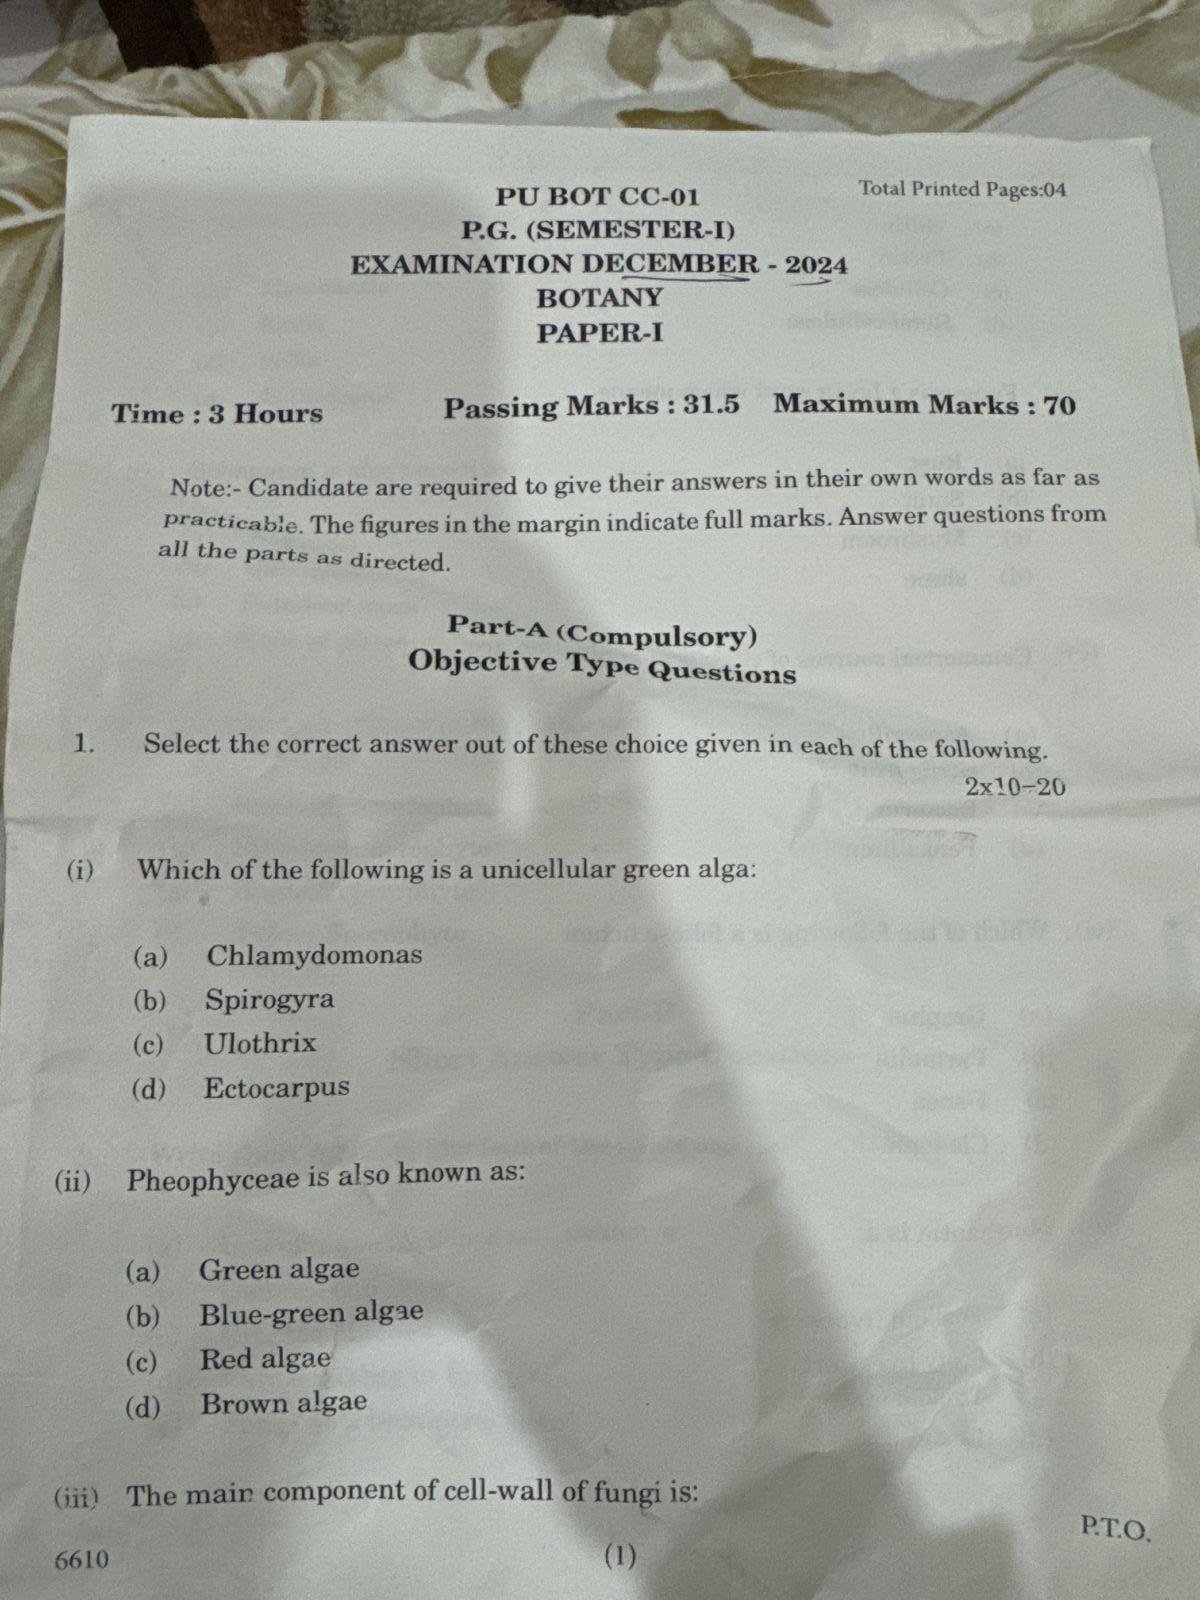 Total Printed Pages:04
PU BOT CC-01
P.G. (SEMESTER-I)
EXAMINATION DECEMBER - 2024
BOTANY
PAPER-I
Time : 3 Hours Passing Marks : 31.5 Maximum Marks : 70
Note:- Candidate are required to give their answers in their own words as far as
practicable. The figures in the margin indicate full marks. Answer questions from
all the parts as directed.
Part-A (Compulsory)
Objective Type Questions
1. Select the correct answer out of these choice given in each of the following.
2x10=20
(i) Which of the following is a unicellular green alga:
(a) Chlamydomonas
(b) Spirogyra
(c) Ulothrix
(d) Ectocarpus
(ii) Pheophyceae is also known as:
(a) Green algae
(b) Blue-green algae
(c) Red algae
(d) Brown algae
(iii) The main component of cell-wall of fungi is:
P.T.O.
6610 (1)